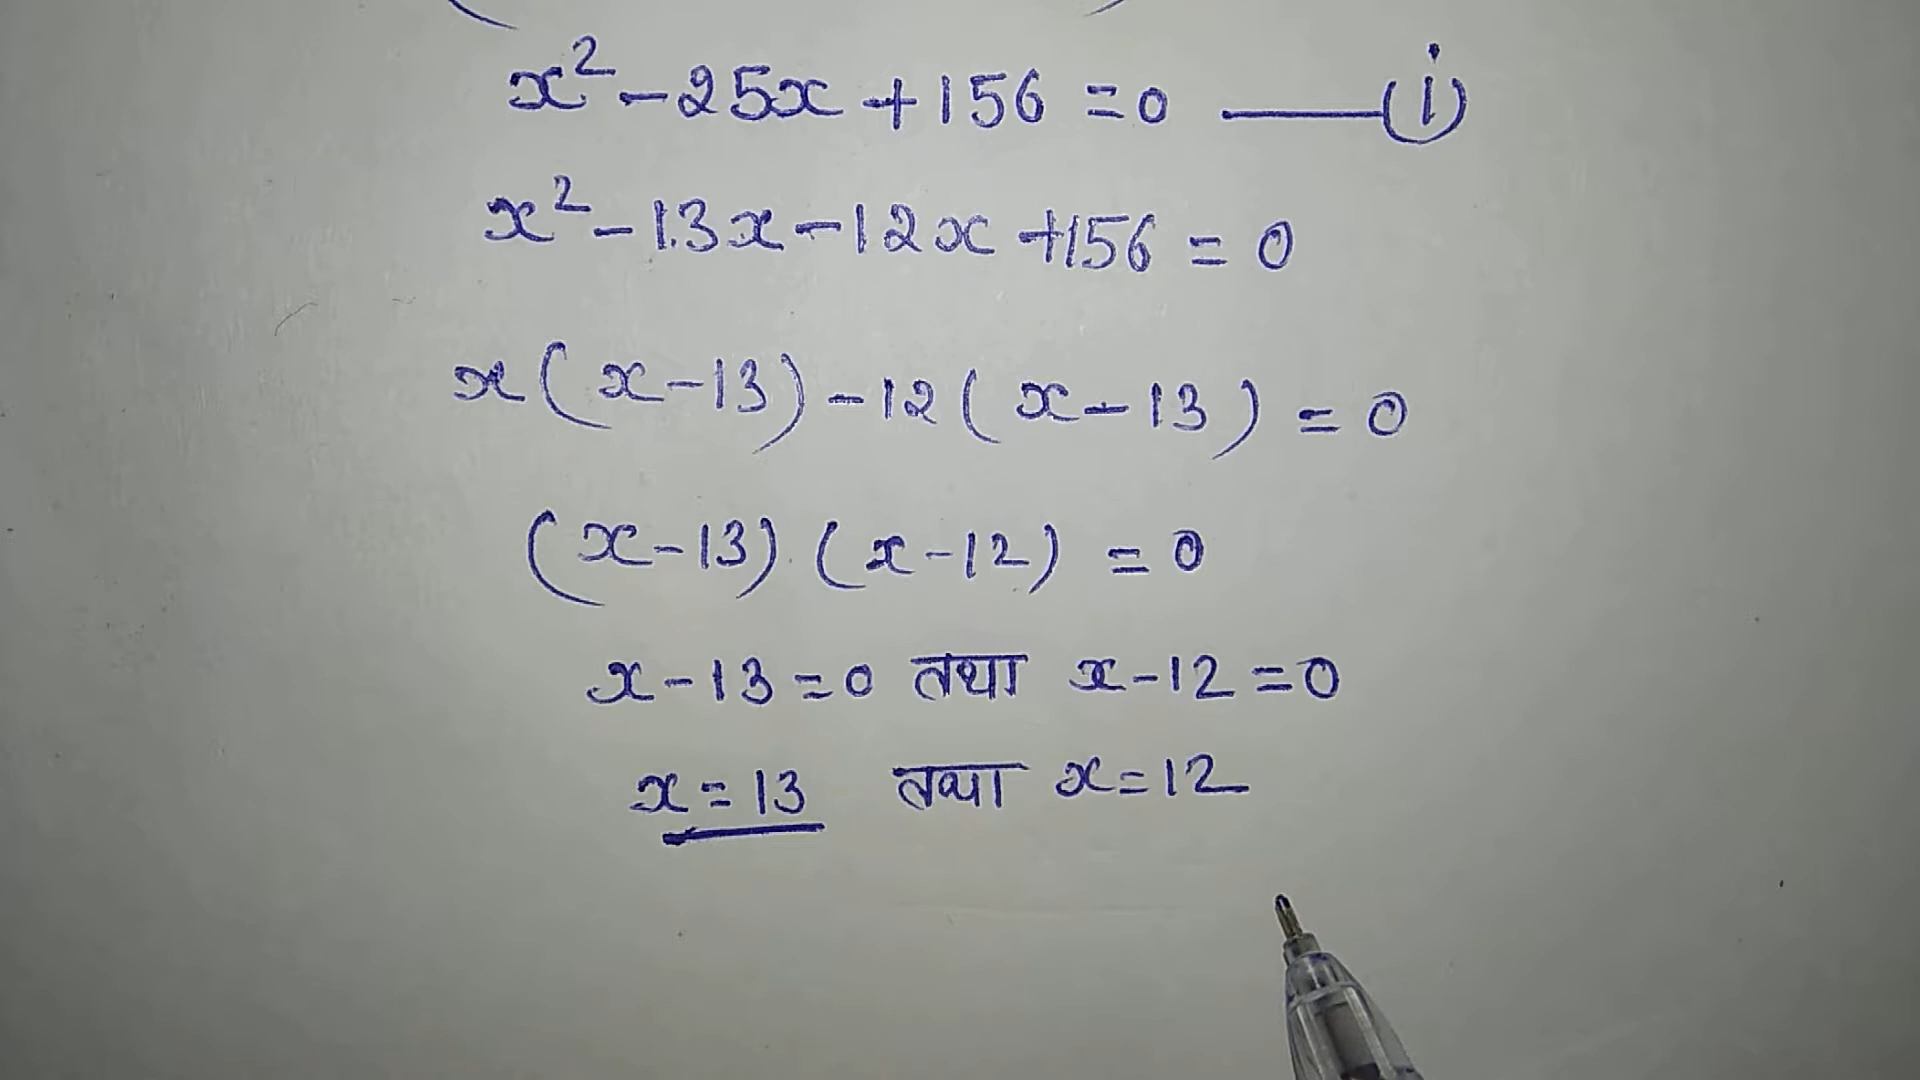 x² - 25x + 156 = 0 —(i)
x² - 13x - 12x + 156 = 0
x(x - 13) - 12(x - 13) = 0
(x - 13) (x - 12) = 0
x - 13 = 0 तथा x - 12 = 0
x = 13 तथा x = 12